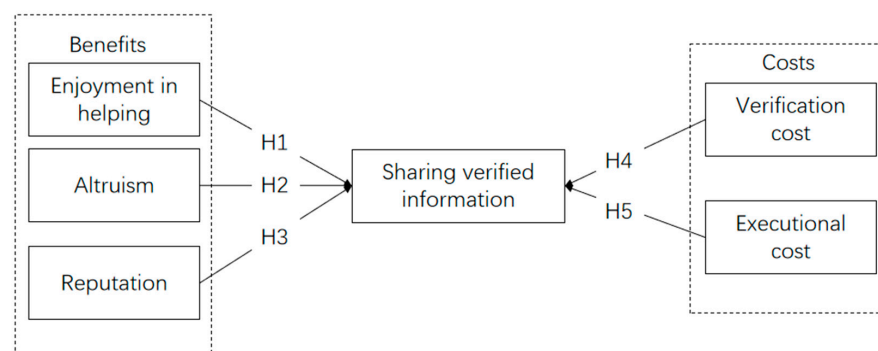 Benefits
Enjoyment in
helping
Altruism
Reputation
H1
H2
H3
Sharing verified
information
H4
H5
Costs
Verification
cost
Executional
cost